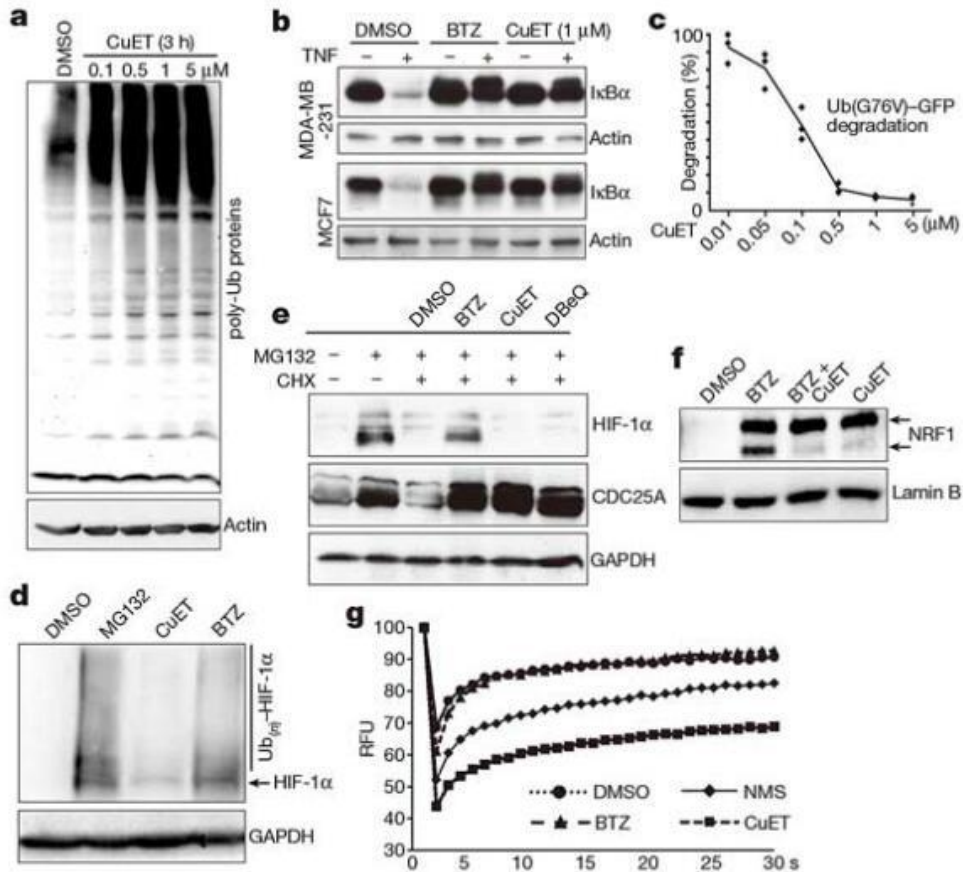 a
DMSO
CuET (3 h)
0.1 0.5 1 5 μM
poly-Ub proteins
Actin
b
DMSO BTZ CuET (1 μM)
TNF – + – + – +
MDA-MB
-231
IκBα
Actin
MCF7
IκBα
Actin
c
Degradation (%)
100
0
Ub(G76V)–GFP
degradation
CuET 0.01 0.05 0.1 0.5 1 5 (μM)
d
DMSO MG132 CuET BTZ
Ub(n)–HIF-1α
HIF-1α
GAPDH
e
DMSO BTZ CuET DBeQ
MG132 – + + + + +
CHX – – + + + +
HIF-1α
CDC25A
GAPDH
f
DMSO BTZ BTZ + CuET CuET
NRF1
Lamin B
g
RFU
100
90
80
70
60
50
40
30
0 5 10 15 20 25 30 s
DMSO NMS
BTZ CuET